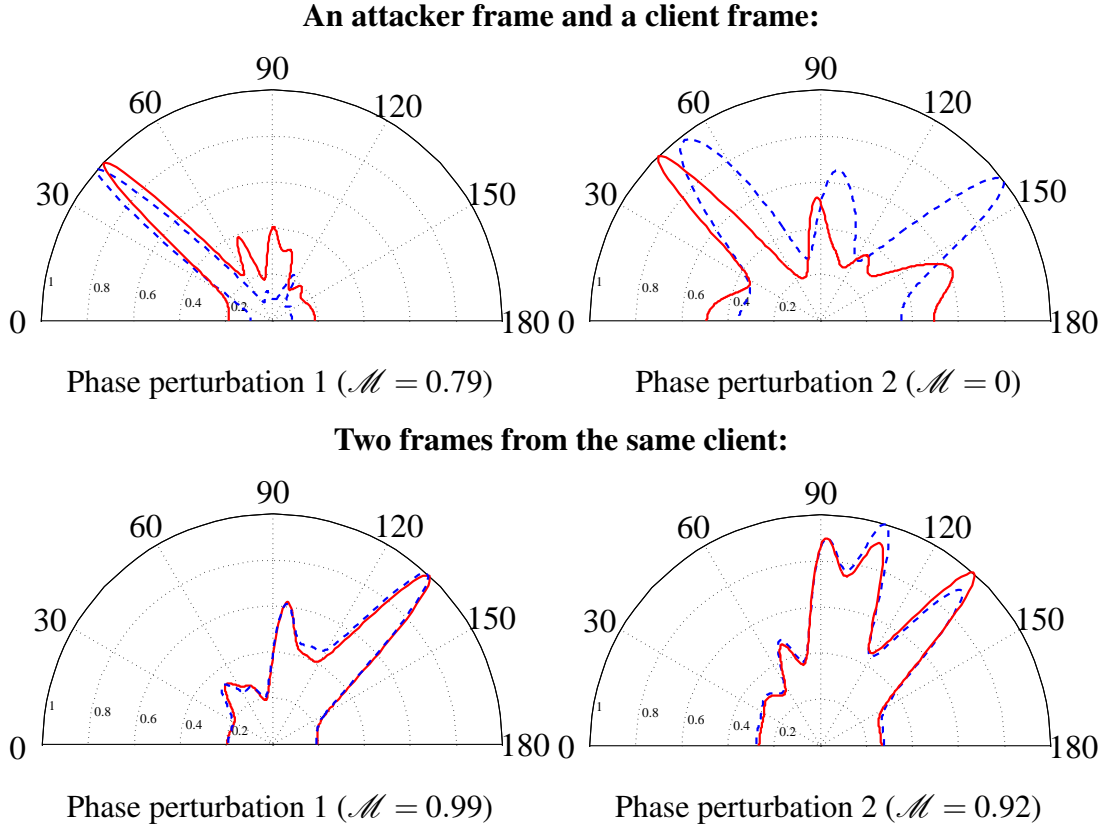 An attacker frame and a client frame:
90 90
60 120 60 120
30 150 30 150
1 0.8 0.6 0.4 0.2 1 0.8 0.6 0.4 0.2
0 180 0 180
Phase perturbation 1 (ℳ = 0.79) Phase perturbation 2 (ℳ = 0)
Two frames from the same client:
90 90
60 120 60 120
30 150 30 150
1 0.8 0.6 0.4 0.2 1 0.8 0.6 0.4 0.2
0 180 0 180
Phase perturbation 1 (ℳ = 0.99) Phase perturbation 2 (ℳ = 0.92)